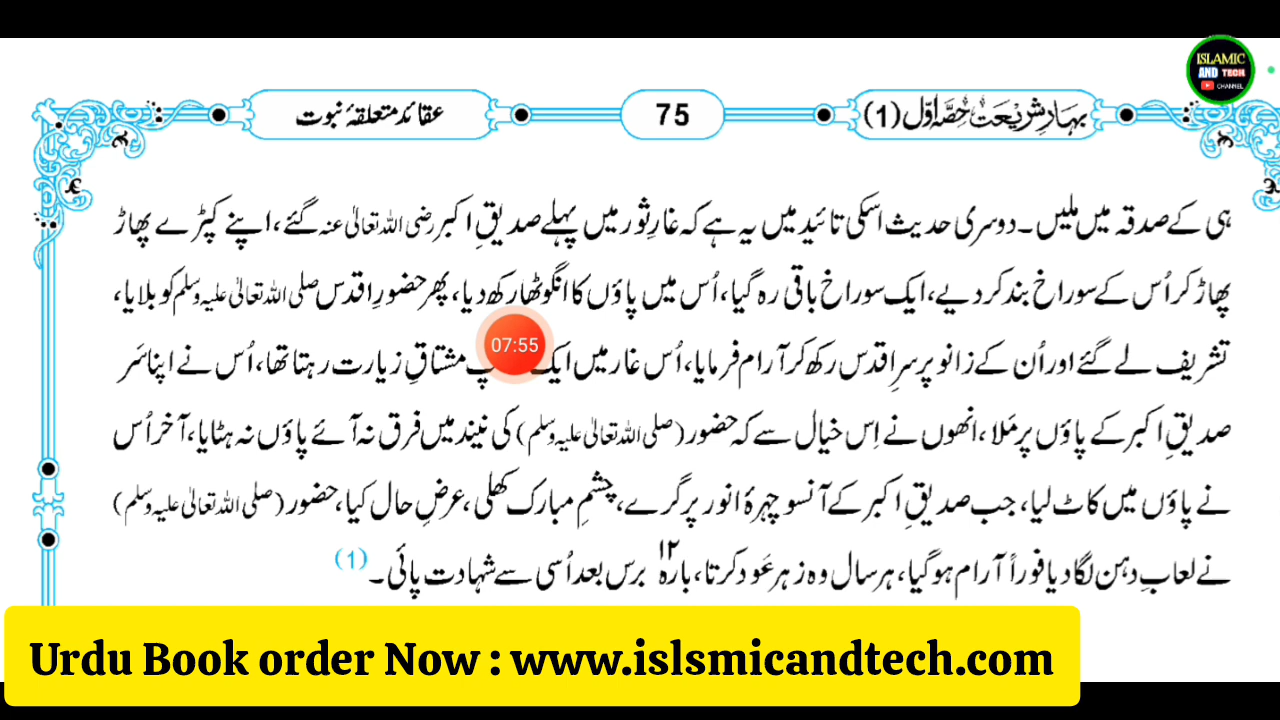 ISLAMIC
AND TECH
CHANNEL
بہارِ شریعت حصّہ اوّل (1)
75
عقائد متعلقۂ نبوت
ہی کے صدقہ میں ملیں۔ دوسری حدیث اسکی تائید میں یہ ہے کہ غارِ ثور میں پہلے صدیقِ اکبر رضی اللہ تعالیٰ عنہ گئے، اپنے کپڑے پھاڑ
پھاڑ کر اُس کے سوراخ بند کر دیے، ایک سوراخ باقی رہ گیا، اُس میں پاؤں کا انگوٹھا رکھ دیا، پھر حضورِ اقدس صلی اللہ تعالیٰ علیہ وسلم کو بلایا،
تشریف لے گئے اور اُن کے زانو پر سرِ اقدس رکھ کر آرام فرمایا، اُس غار میں ایک مشتاقِ زیارت رہتا تھا، اُس نے اپنا سَر
07:55
صدیقِ اکبر کے پاؤں پر مَلا، انھوں نے اِس خیال سے کہ حضور (صلی اللہ تعالیٰ علیہ وسلم) کی نیند میں فرق نہ آئے پاؤں نہ ہٹایا، آخر اُس
نے پاؤں میں کاٹ لیا، جب صدیقِ اکبر کے آنسو چہرۂ انور پر گرے، چشمِ مبارک کھلی، عرضِ حال کیا، حضور (صلی اللہ تعالیٰ علیہ وسلم)
نے لعابِ دہن لگا دیا فوراً آرام ہو گیا، ہر سال وہ زہر عَود کرتا، بارہ ۱۲ برس بعد اُسی سے شہادت پائی۔ (1)
Urdu Book order Now : www.islsmicandtech.com